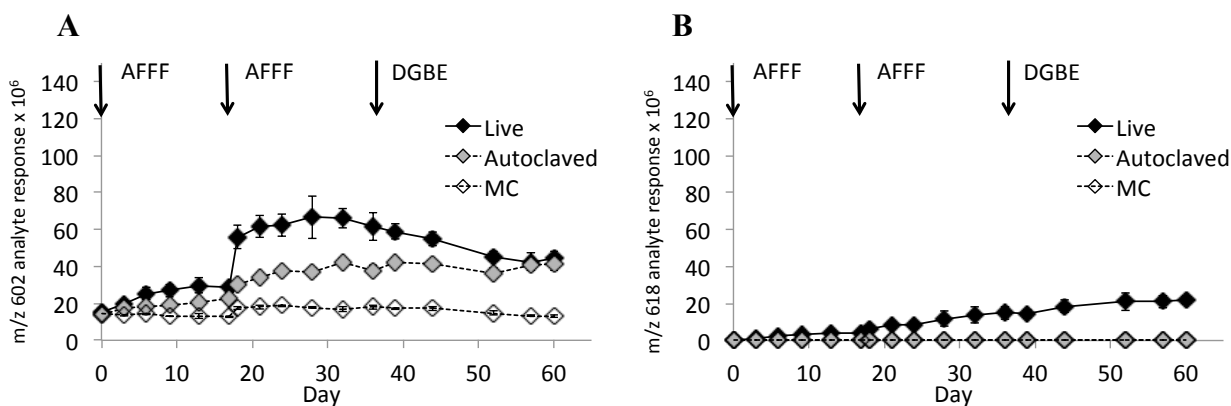 A
AFFF AFFF DGBE
m/z 602 analyte response x 10⁶
140
120
100
80
60
40
20
0
Live
Autoclaved
MC
0 10 20 30 40 50 60
Day
B
AFFF AFFF DGBE
m/z 618 analyte response x 10⁶
140
120
100
80
60
40
20
0
Live
Autoclaved
MC
0 10 20 30 40 50 60
Day